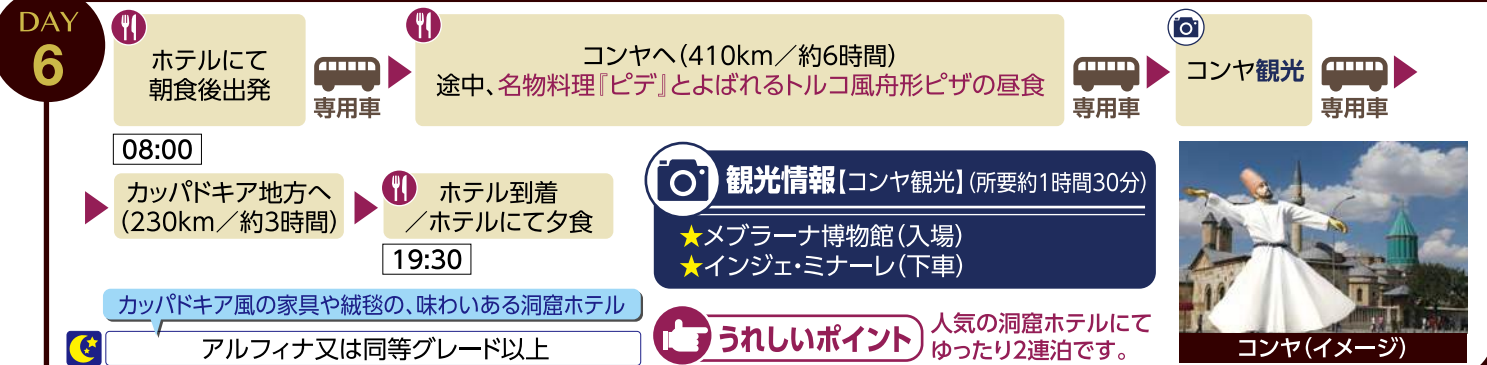 DAY
6
ホテルにて
朝食後出発
専用車
コンヤへ(410km/約6時間)
途中、名物料理『ピデ』とよばれるトルコ風舟形ピザの昼食
専用車
コンヤ観光
専用車
08:00
カッパドキア地方へ
(230km/約3時間)
ホテル到着
/ホテルにて夕食
19:30
観光情報【コンヤ観光】(所要約1時間30分)
★メブラーナ博物館(入場)
★インジェ・ミナーレ(下車)
カッパドキア風の家具や絨毯の、味わいある洞窟ホテル
アルフィナ又は同等グレード以上
うれしいポイント
人気の洞窟ホテルにて
ゆったり2連泊です。
コンヤ(イメージ)